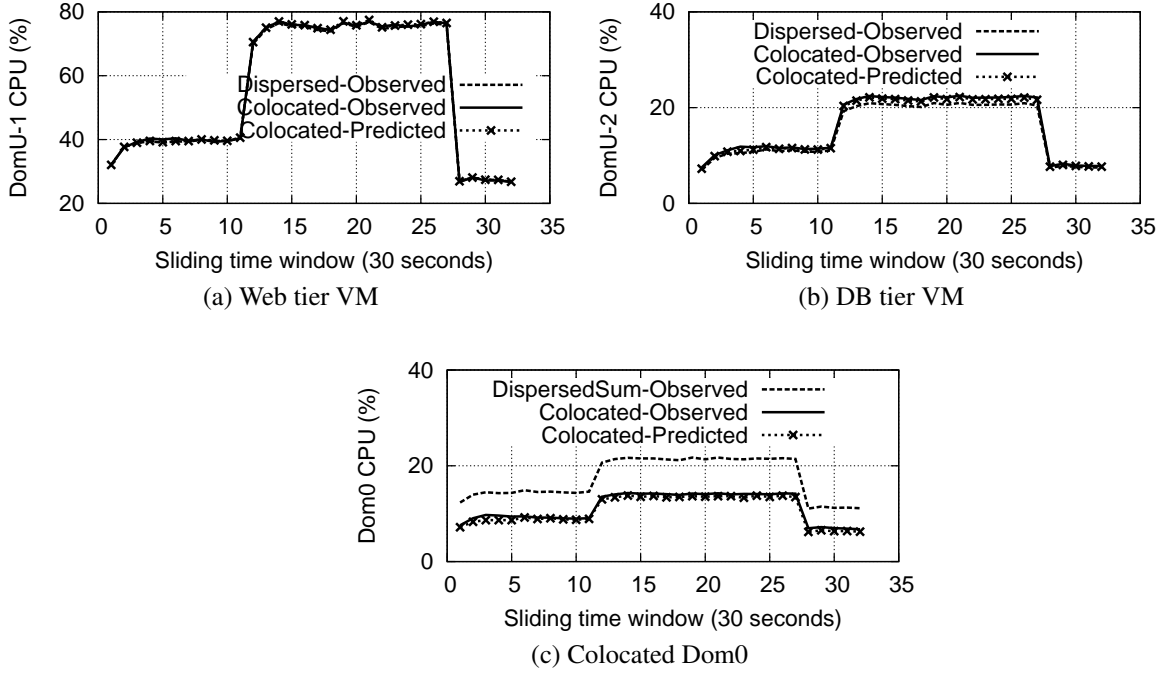 80
60
40
20
DomU-1 CPU (%)
Dispersed-Observed
Colocated-Observed
Colocated-Predicted
0 5 10 15 20 25 30 35
Sliding time window (30 seconds)
(a) Web tier VM
40
20
0
DomU-2 CPU (%)
Dispersed-Observed
Colocated-Observed
Colocated-Predicted
0 5 10 15 20 25 30 35
Sliding time window (30 seconds)
(b) DB tier VM
40
20
0
Dom0 CPU (%)
DispersedSum-Observed
Colocated-Observed
Colocated-Predicted
0 5 10 15 20 25 30 35
Sliding time window (30 seconds)
(c) Colocated Dom0